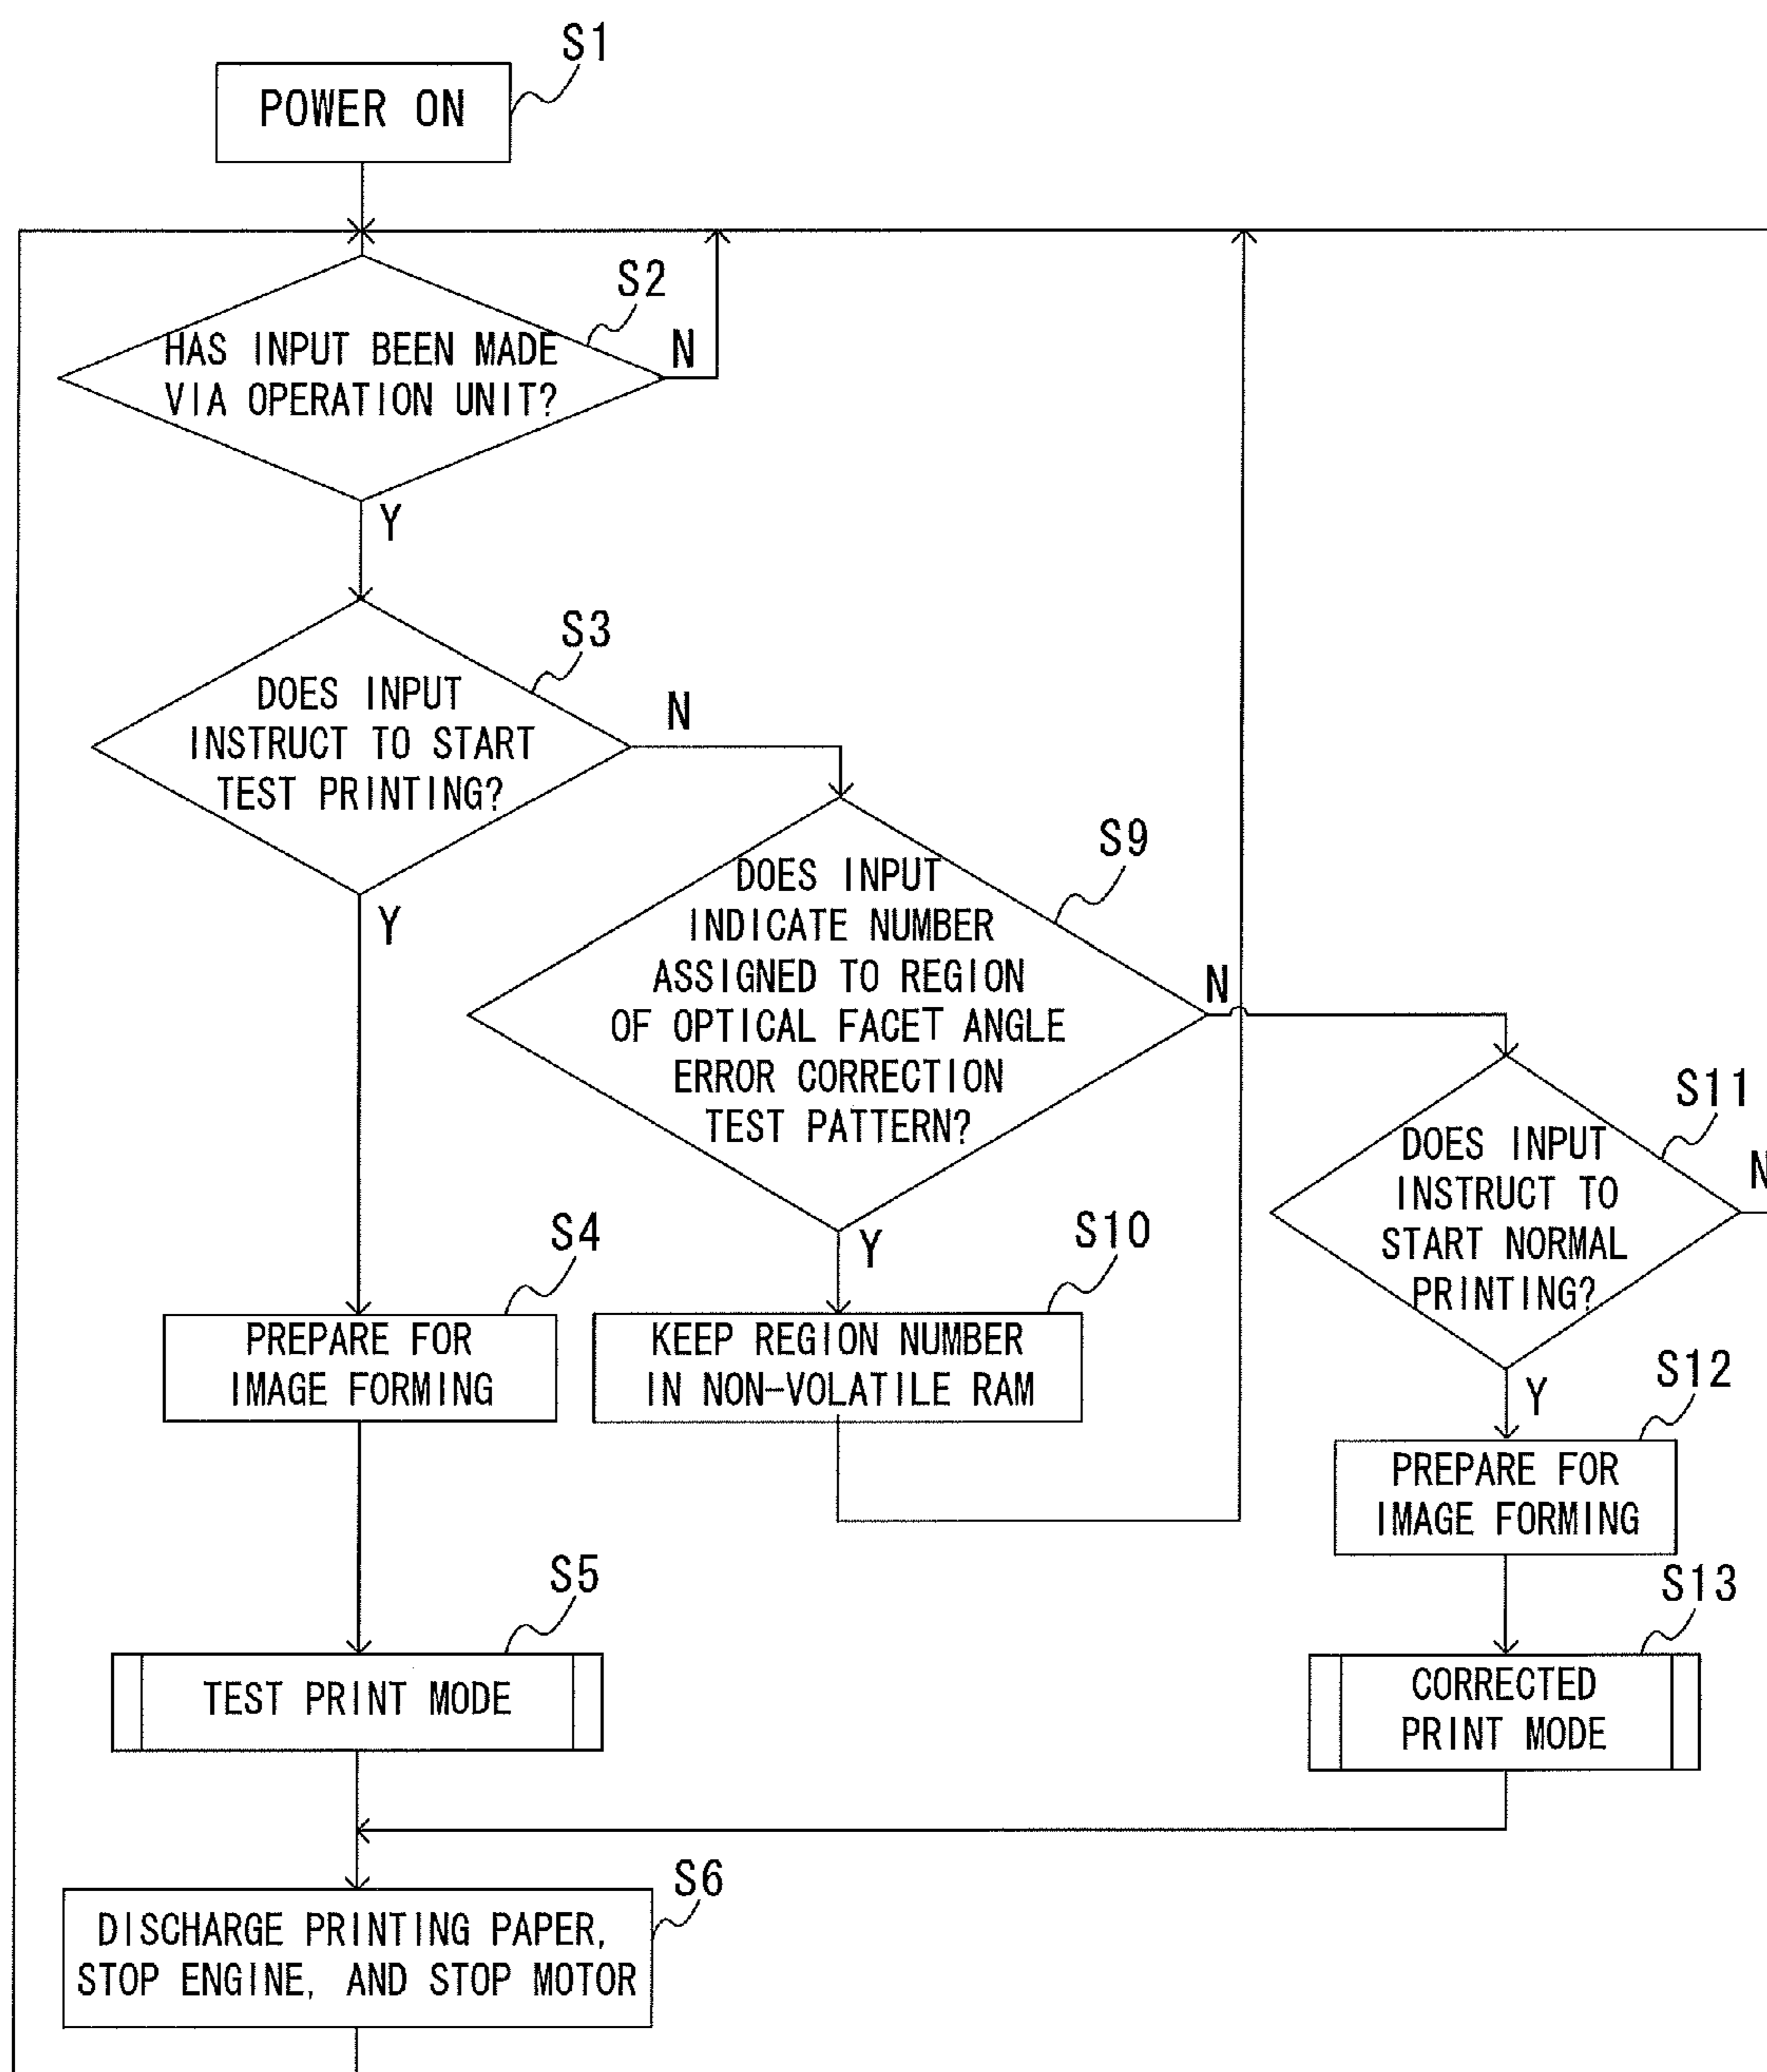 S1
POWER ON
S2
HAS INPUT BEEN MADE
VIA OPERATION UNIT?
N
Y
S3
DOES INPUT
INSTRUCT TO START
TEST PRINTING?
N
Y
S9
DOES INPUT
INDICATE NUMBER
ASSIGNED TO REGION
OF OPTICAL FACET ANGLE
ERROR CORRECTION
TEST PATTERN?
N
Y
S11
DOES INPUT
INSTRUCT TO
START NORMAL
PRINTING?
N
Y
S4
PREPARE FOR
IMAGE FORMING
S10
KEEP REGION NUMBER
IN NON-VOLATILE RAM
S12
PREPARE FOR
IMAGE FORMING
S5
TEST PRINT MODE
S13
CORRECTED
PRINT MODE
S6
DISCHARGE PRINTING PAPER,
STOP ENGINE, AND STOP MOTOR